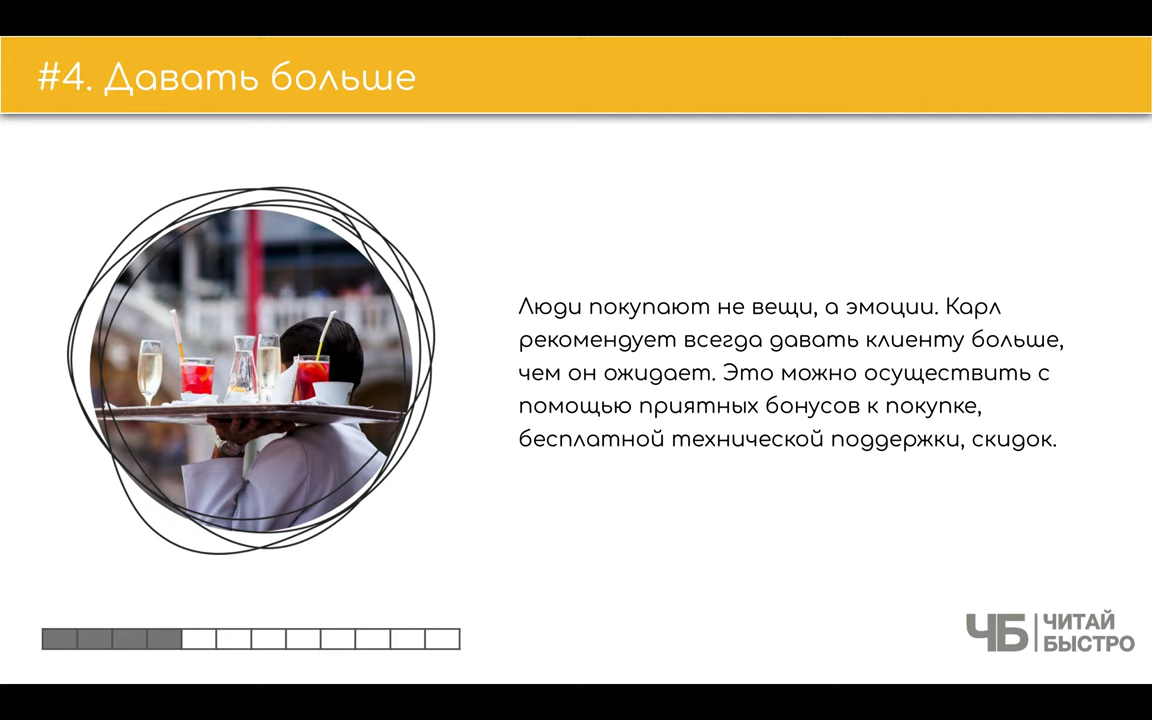 #4. Давать больше
Люди покупают не вещи, а эмоции. Карл
рекомендует всегда давать клиенту больше,
чем он ожидает. Это можно осуществить с
помощью приятных бонусов к покупке,
бесплатной технической поддержки, скидок.
ЧБ
ЧИТАЙ
БЫСТРО